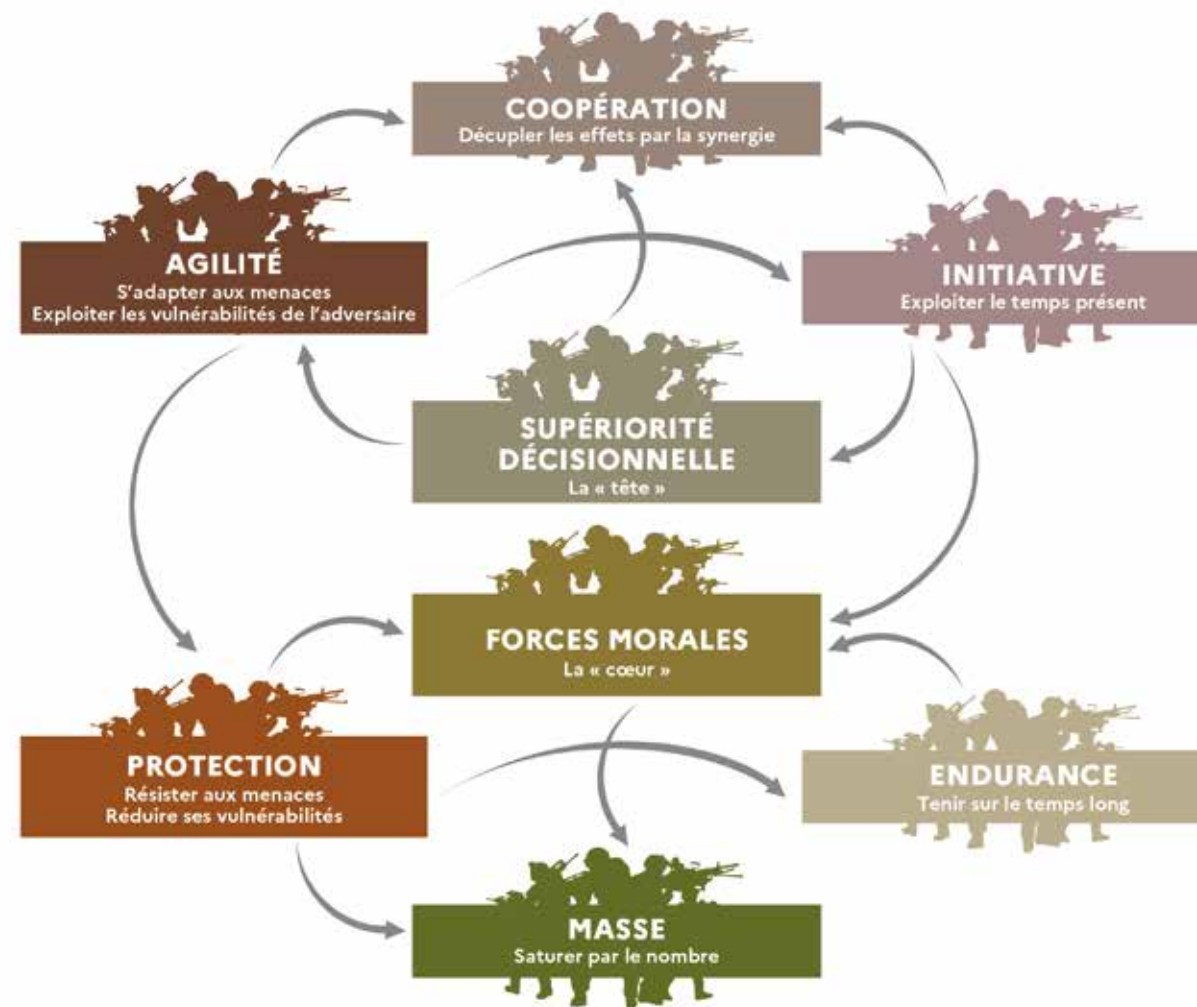 COOPÉRATION
Décupler les effets par la synergie
AGILITÉ
S'adapter aux menaces
Exploiter les vulnérabilités de l'adversaire
INITIATIVE
Exploiter le temps présent
SUPÉRIORITÉ
DÉCISIONNELLE
La « tête »
FORCES MORALES
La « cœur »
PROTECTION
Résister aux menaces
Réduire ses vulnérabilités
ENDURANCE
Tenir sur le temps long
MASSE
Saturer par le nombre